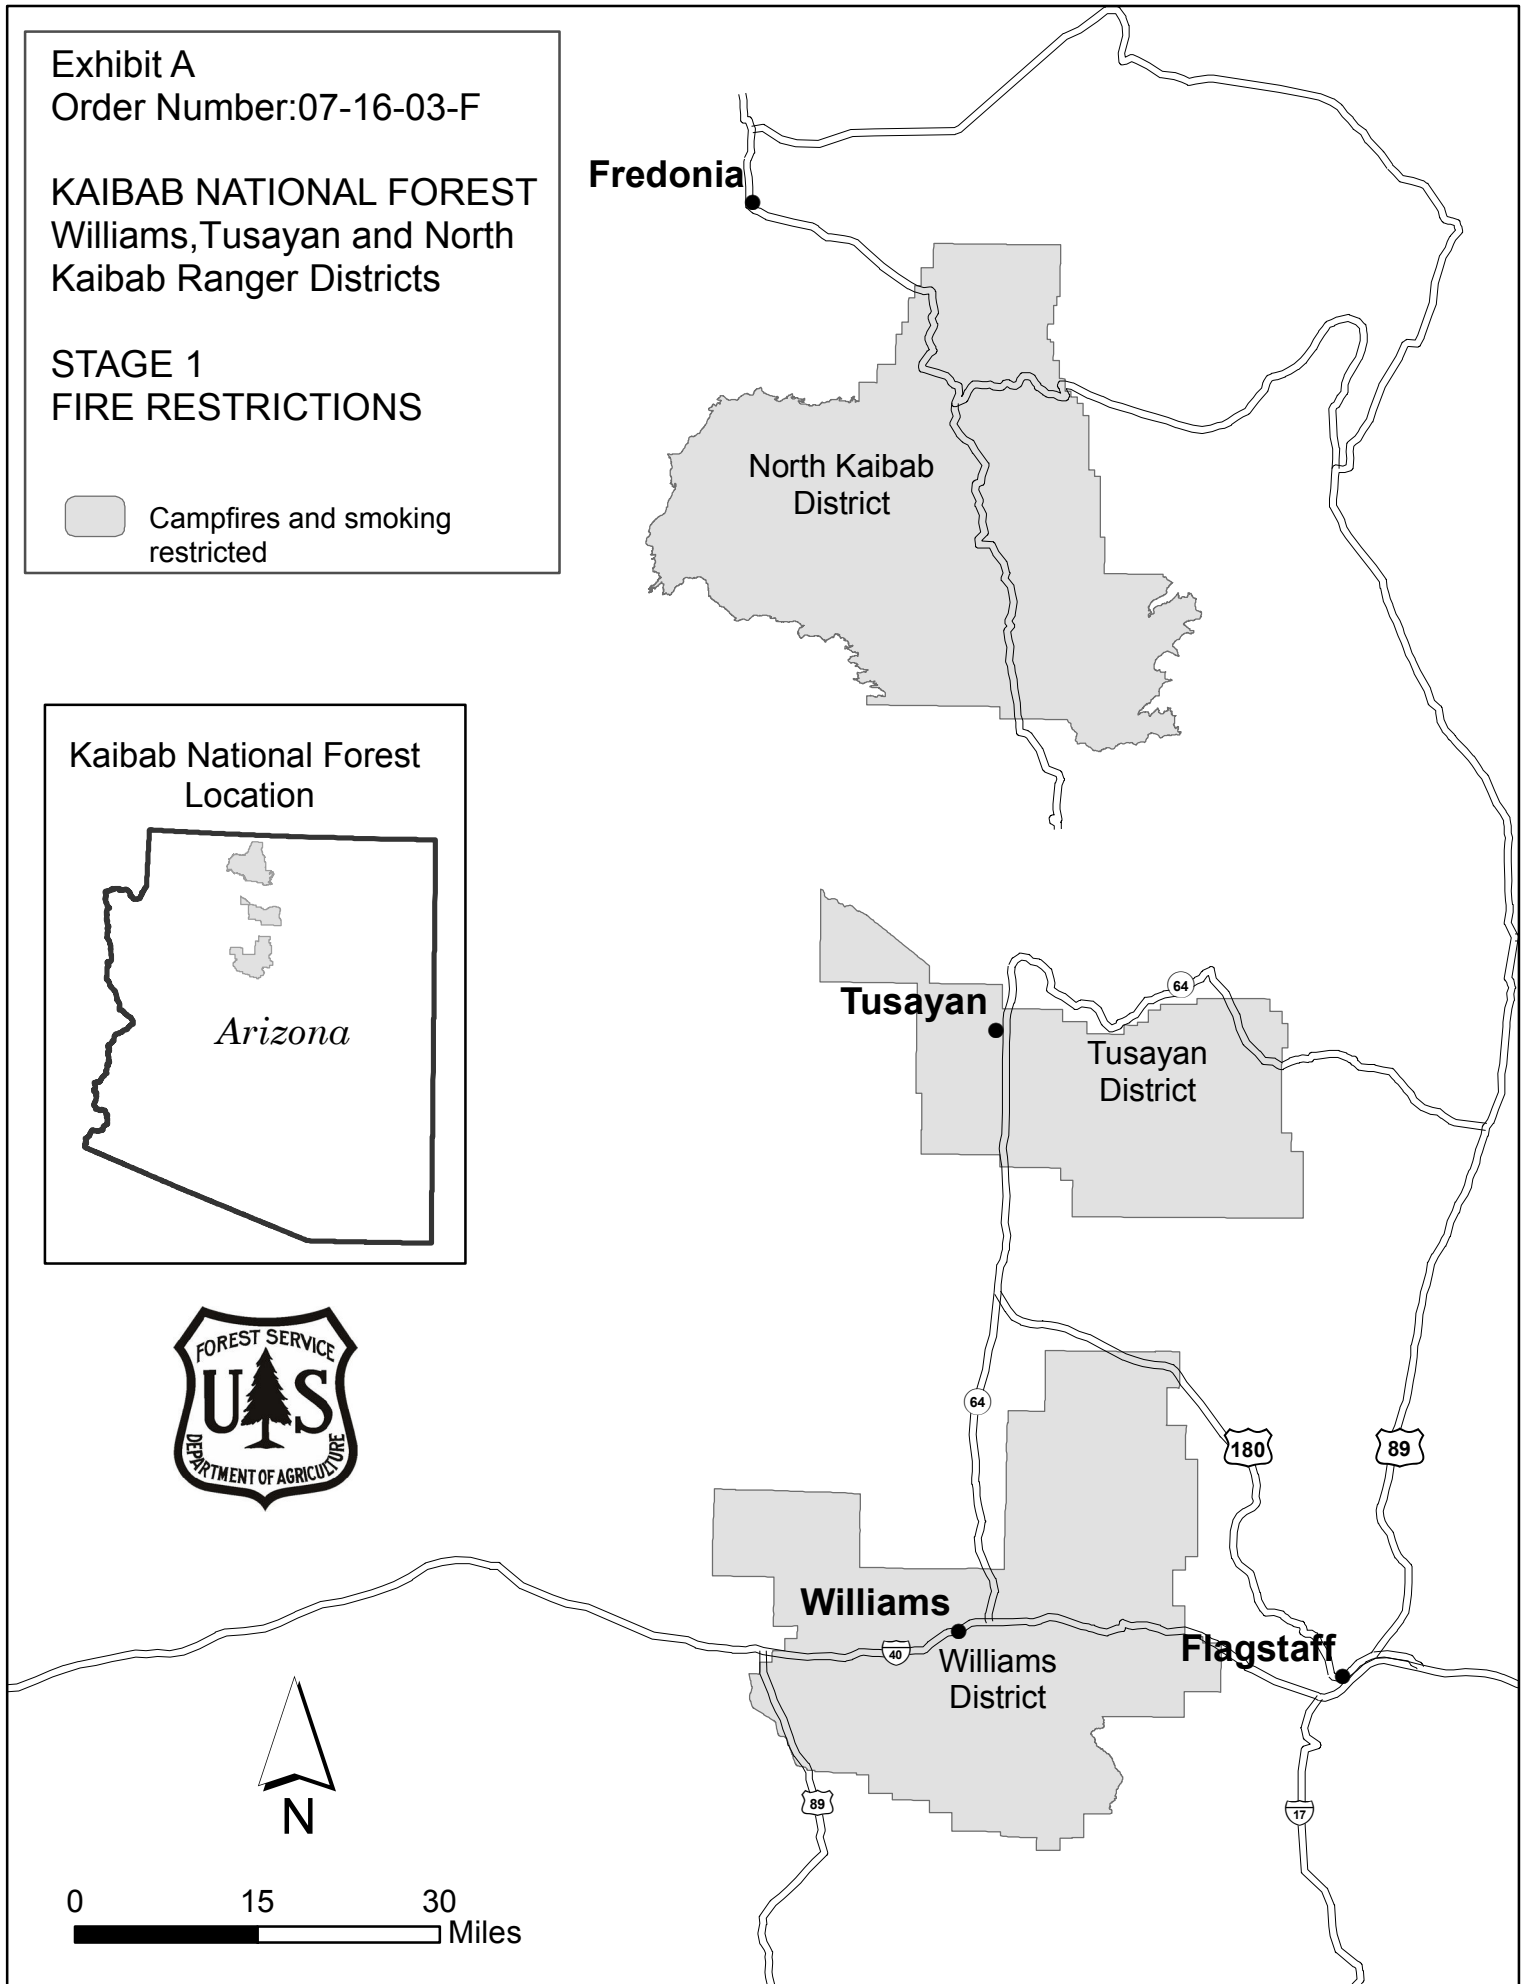 Exhibit A
Order Number:07-16-03-F
KAIBAB NATIONAL FOREST
Williams,Tusayan and North
Kaibab Ranger Districts
STAGE 1
FIRE RESTRICTIONS
Campfires and smoking
restricted
Fredonia
North Kaibab
District
Kaibab National Forest
Location
Arizona
Tusayan
64
Tusayan
District
FOREST SERVICE
U S
DEPARTMENT OF AGRICULTURE
64
180
89
Williams
40
Williams
District
Flagstaff
89
17
N
0 15 30
Miles